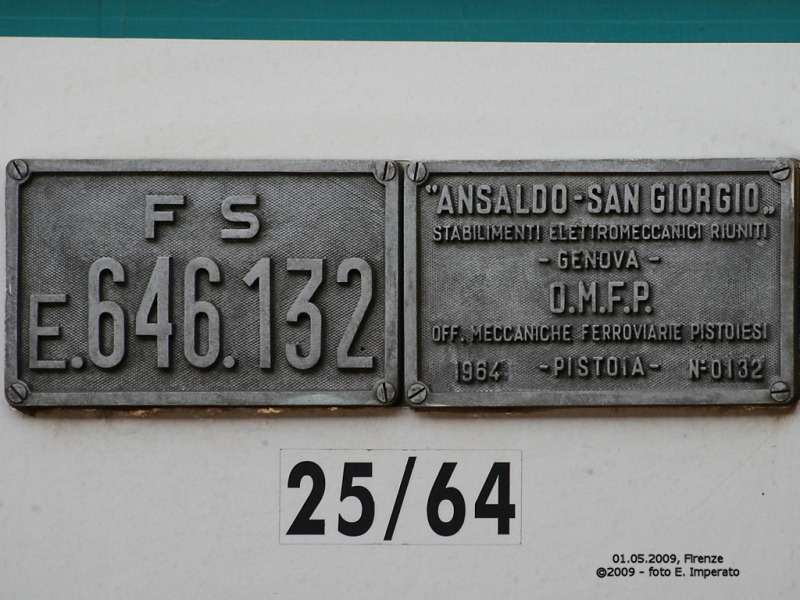 F S
E.646.132
"ANSALDO-SAN GIORGIO„
STABILIMENTI ELETTROMECCANICI RIUNITI
- GENOVA -
O.M.F.P.
OFF. MECCANICHE FERROVIARIE PISTOIESI
1964 -PISTOIA- N° 0132
25/64
01.05.2009, Firenze
©2009 - foto E. Imperato